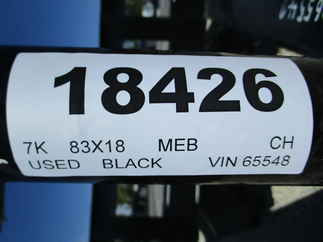 18426
7K 83X18 MEB CH
USED BLACK VIN 65548